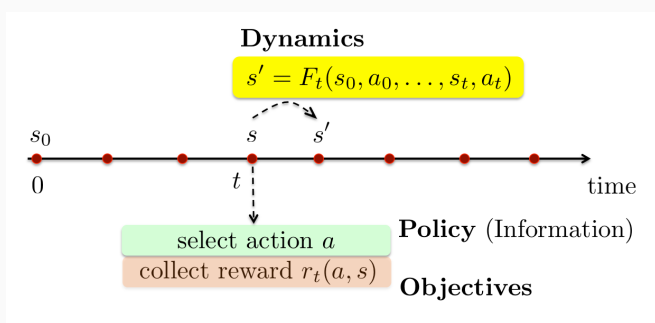 Dynamics
s′ = F_t(s_0, a_0, . . . , s_t, a_t)
s_0 s s′
0 t time
select action a
Policy (Information)
collect reward r_t(a, s)
Objectives